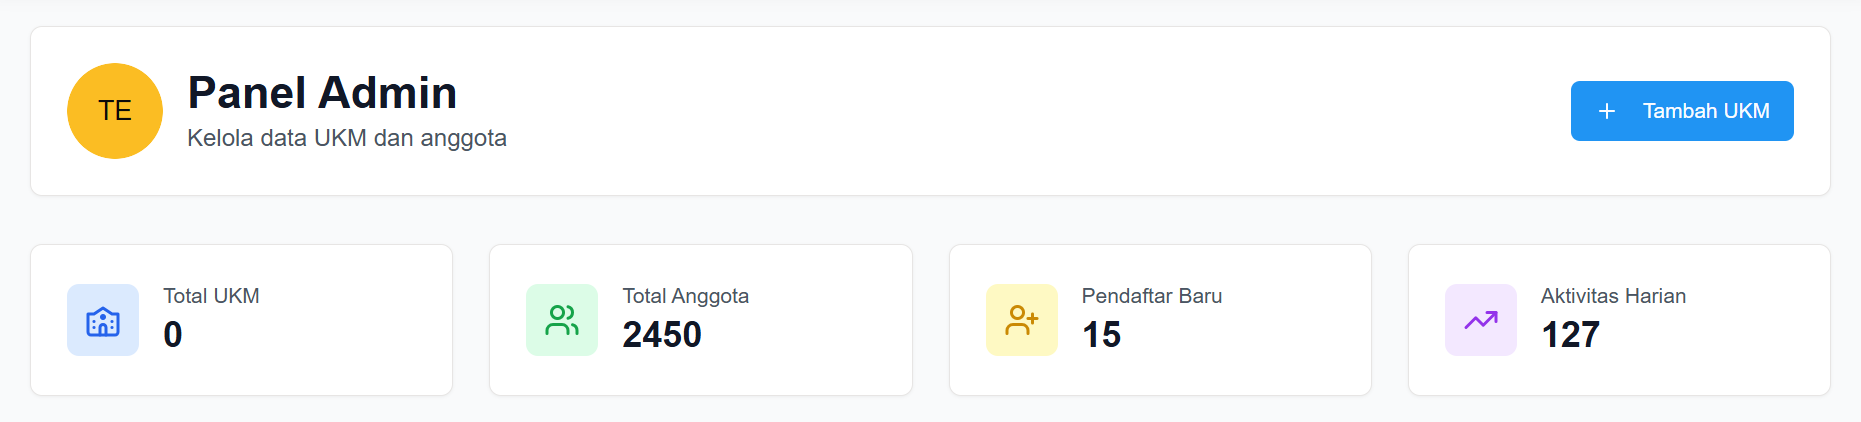 TE
Panel Admin
Kelola data UKM dan anggota
Tambah UKM
Total UKM
0
Total Anggota
2450
Pendaftar Baru
15
Aktivitas Harian
127